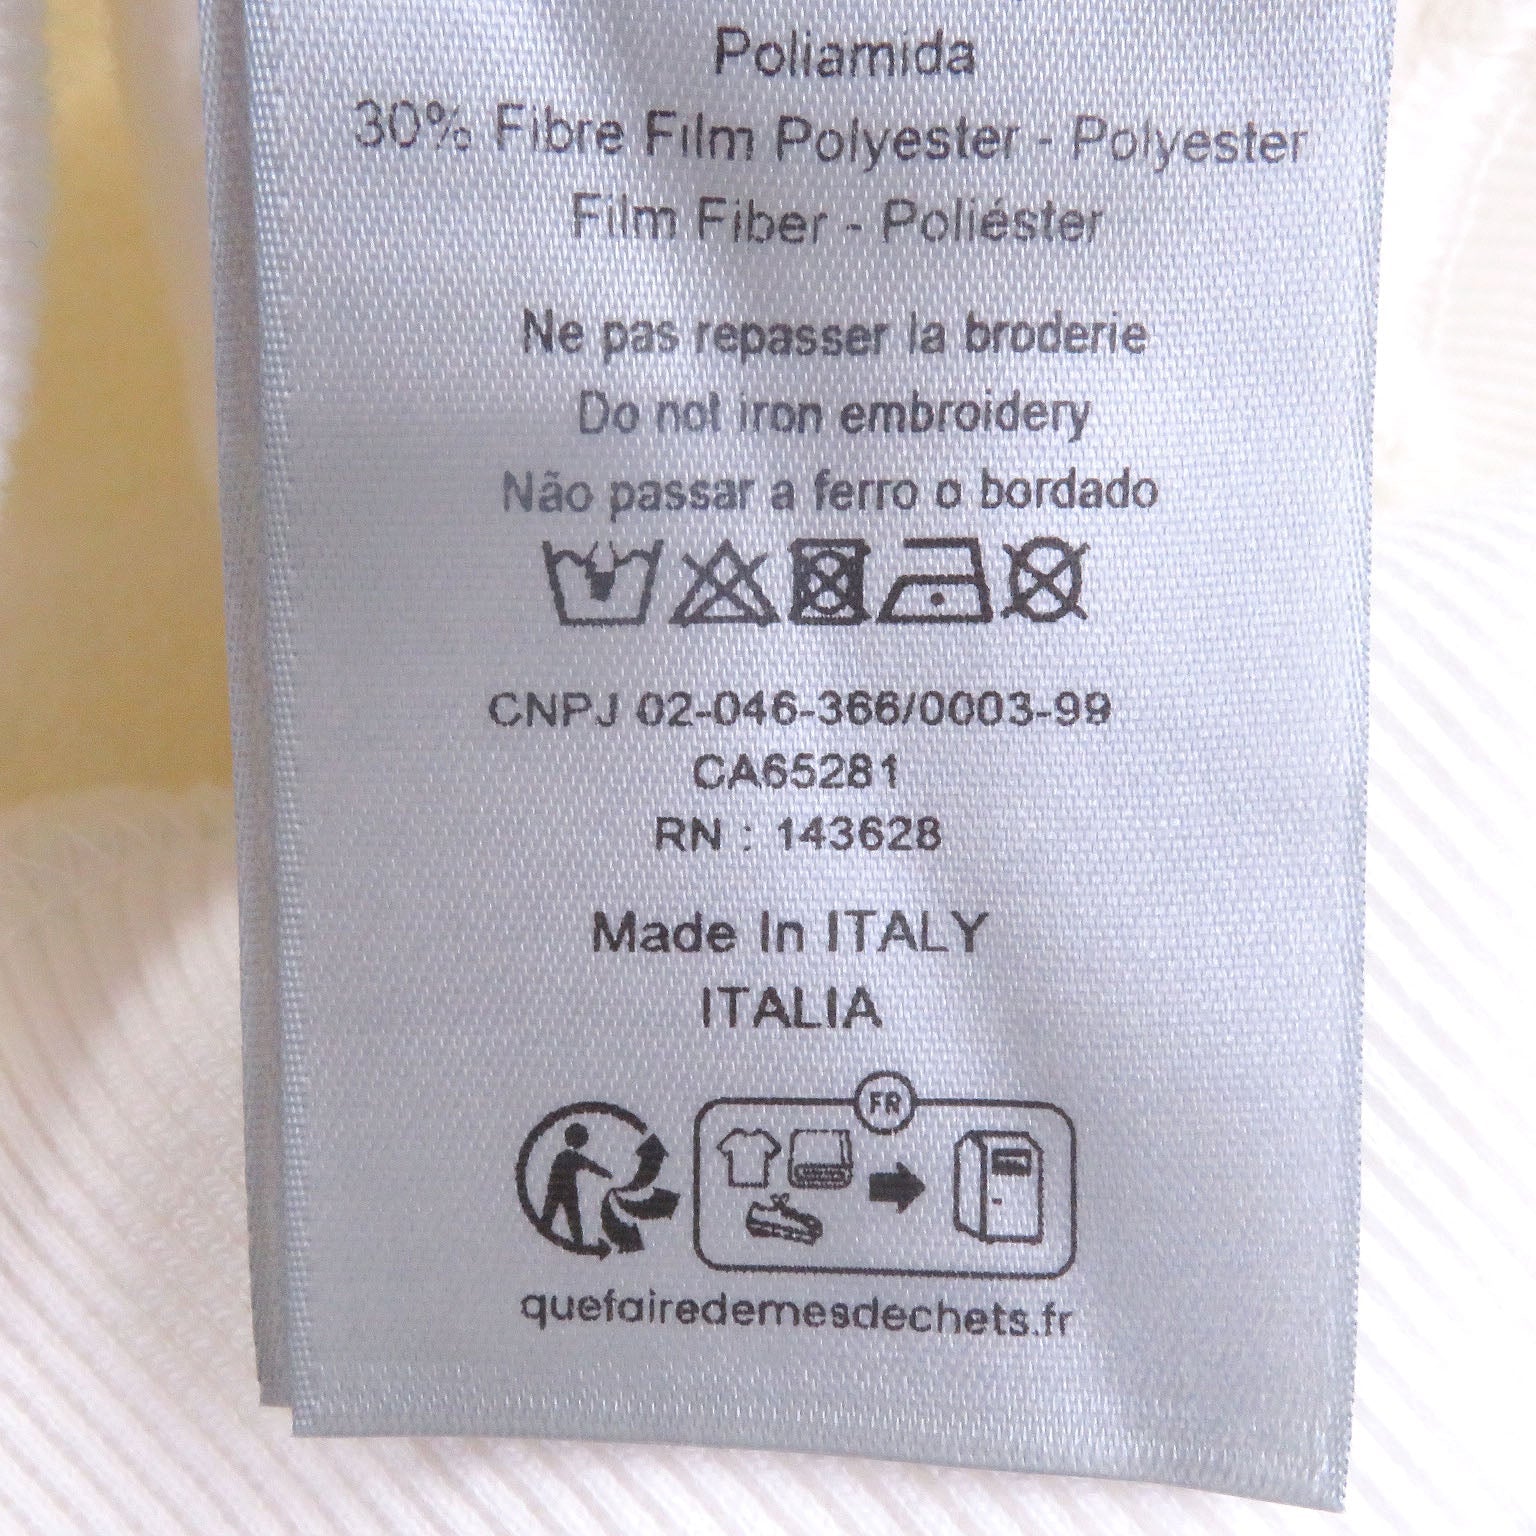 Poliamida
30% Fibre Film Polyester - Polyester
Film Fiber - Poliéster
Ne pas repasser la broderie
Do not iron embroidery
Não passar a ferro o bordado
CNPJ 02-046-366/0003-99
CA65281
RN : 143628
Made In ITALY
ITALIA
FR
quefairedemesdechets.fr